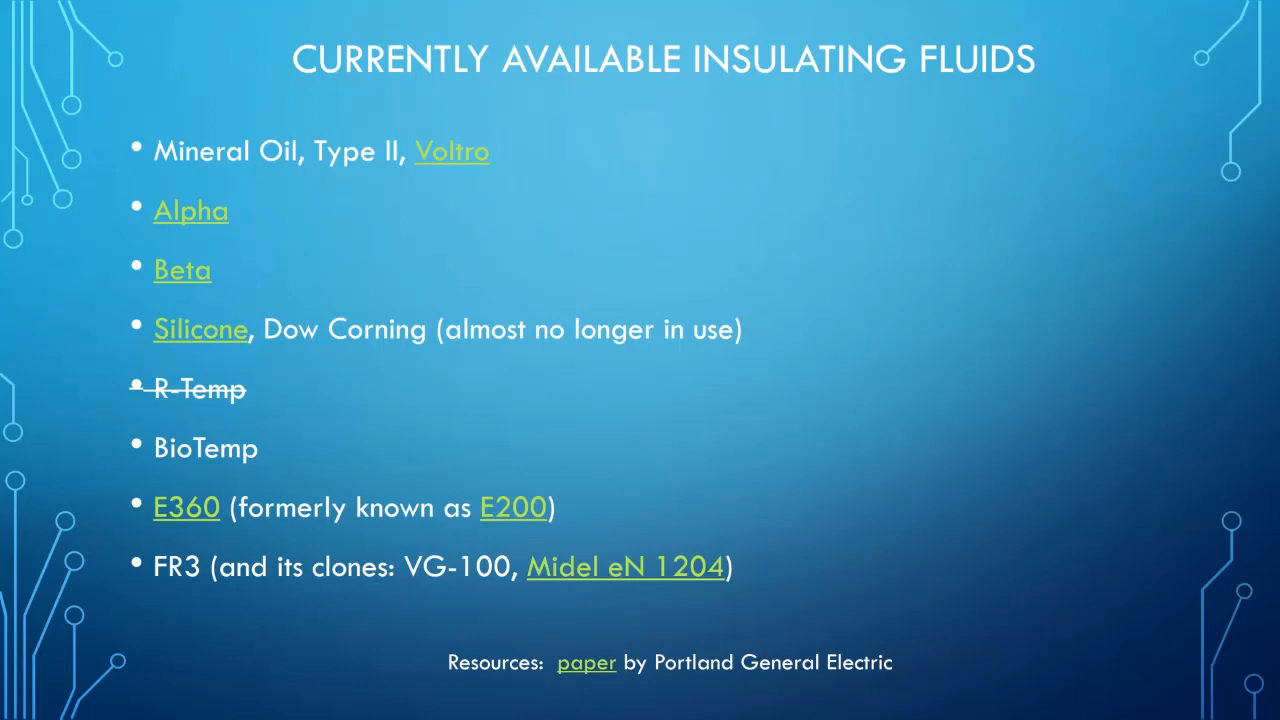 CURRENTLY AVAILABLE INSULATING FLUIDS
• Mineral Oil, Type II, Voltro
• Alpha
• Beta
• Silicone, Dow Corning (almost no longer in use)
• R-Temp
• BioTemp
• E360 (formerly known as E200)
• FR3 (and its clones: VG-100, Midel eN 1204)
Resources: paper by Portland General Electric